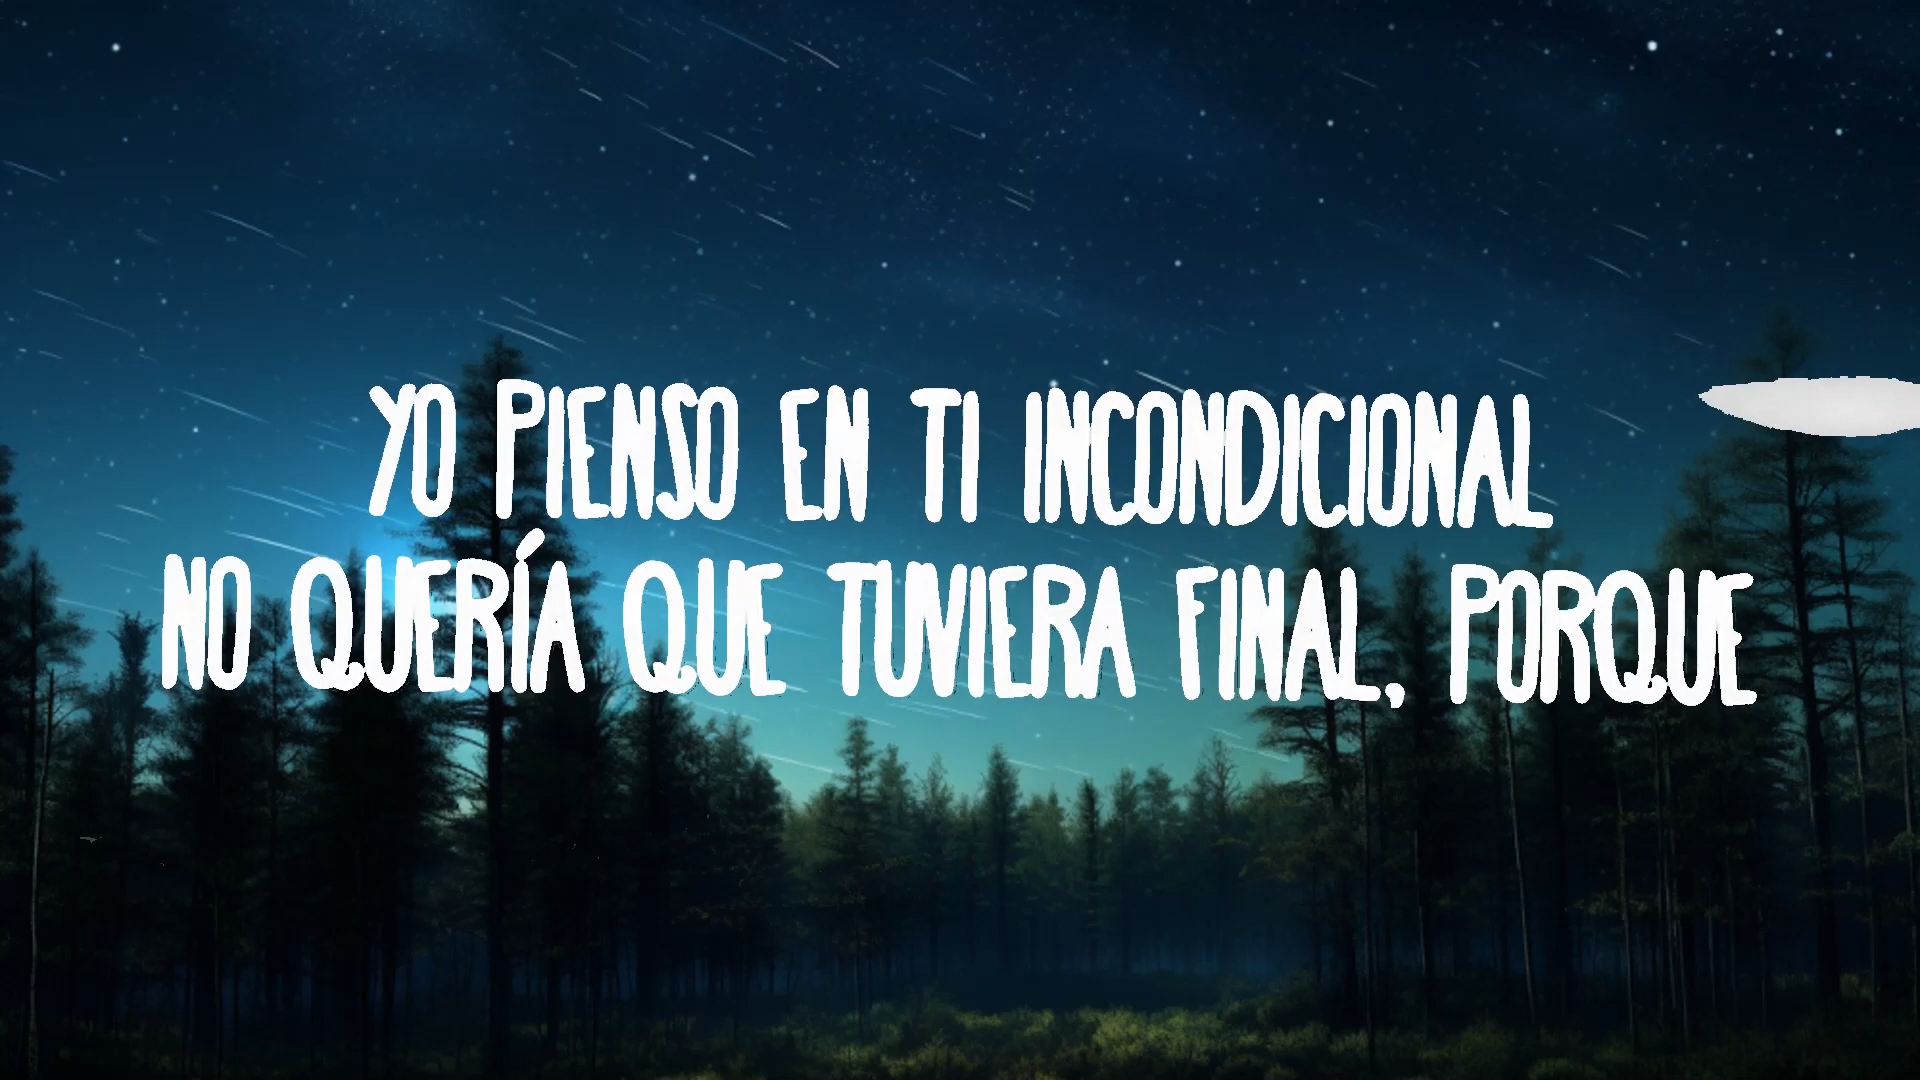 YO PIENSO EN TI INCONDICIONAL
NO QUERÍA QUE TUVIERA FINAL, PORQUE